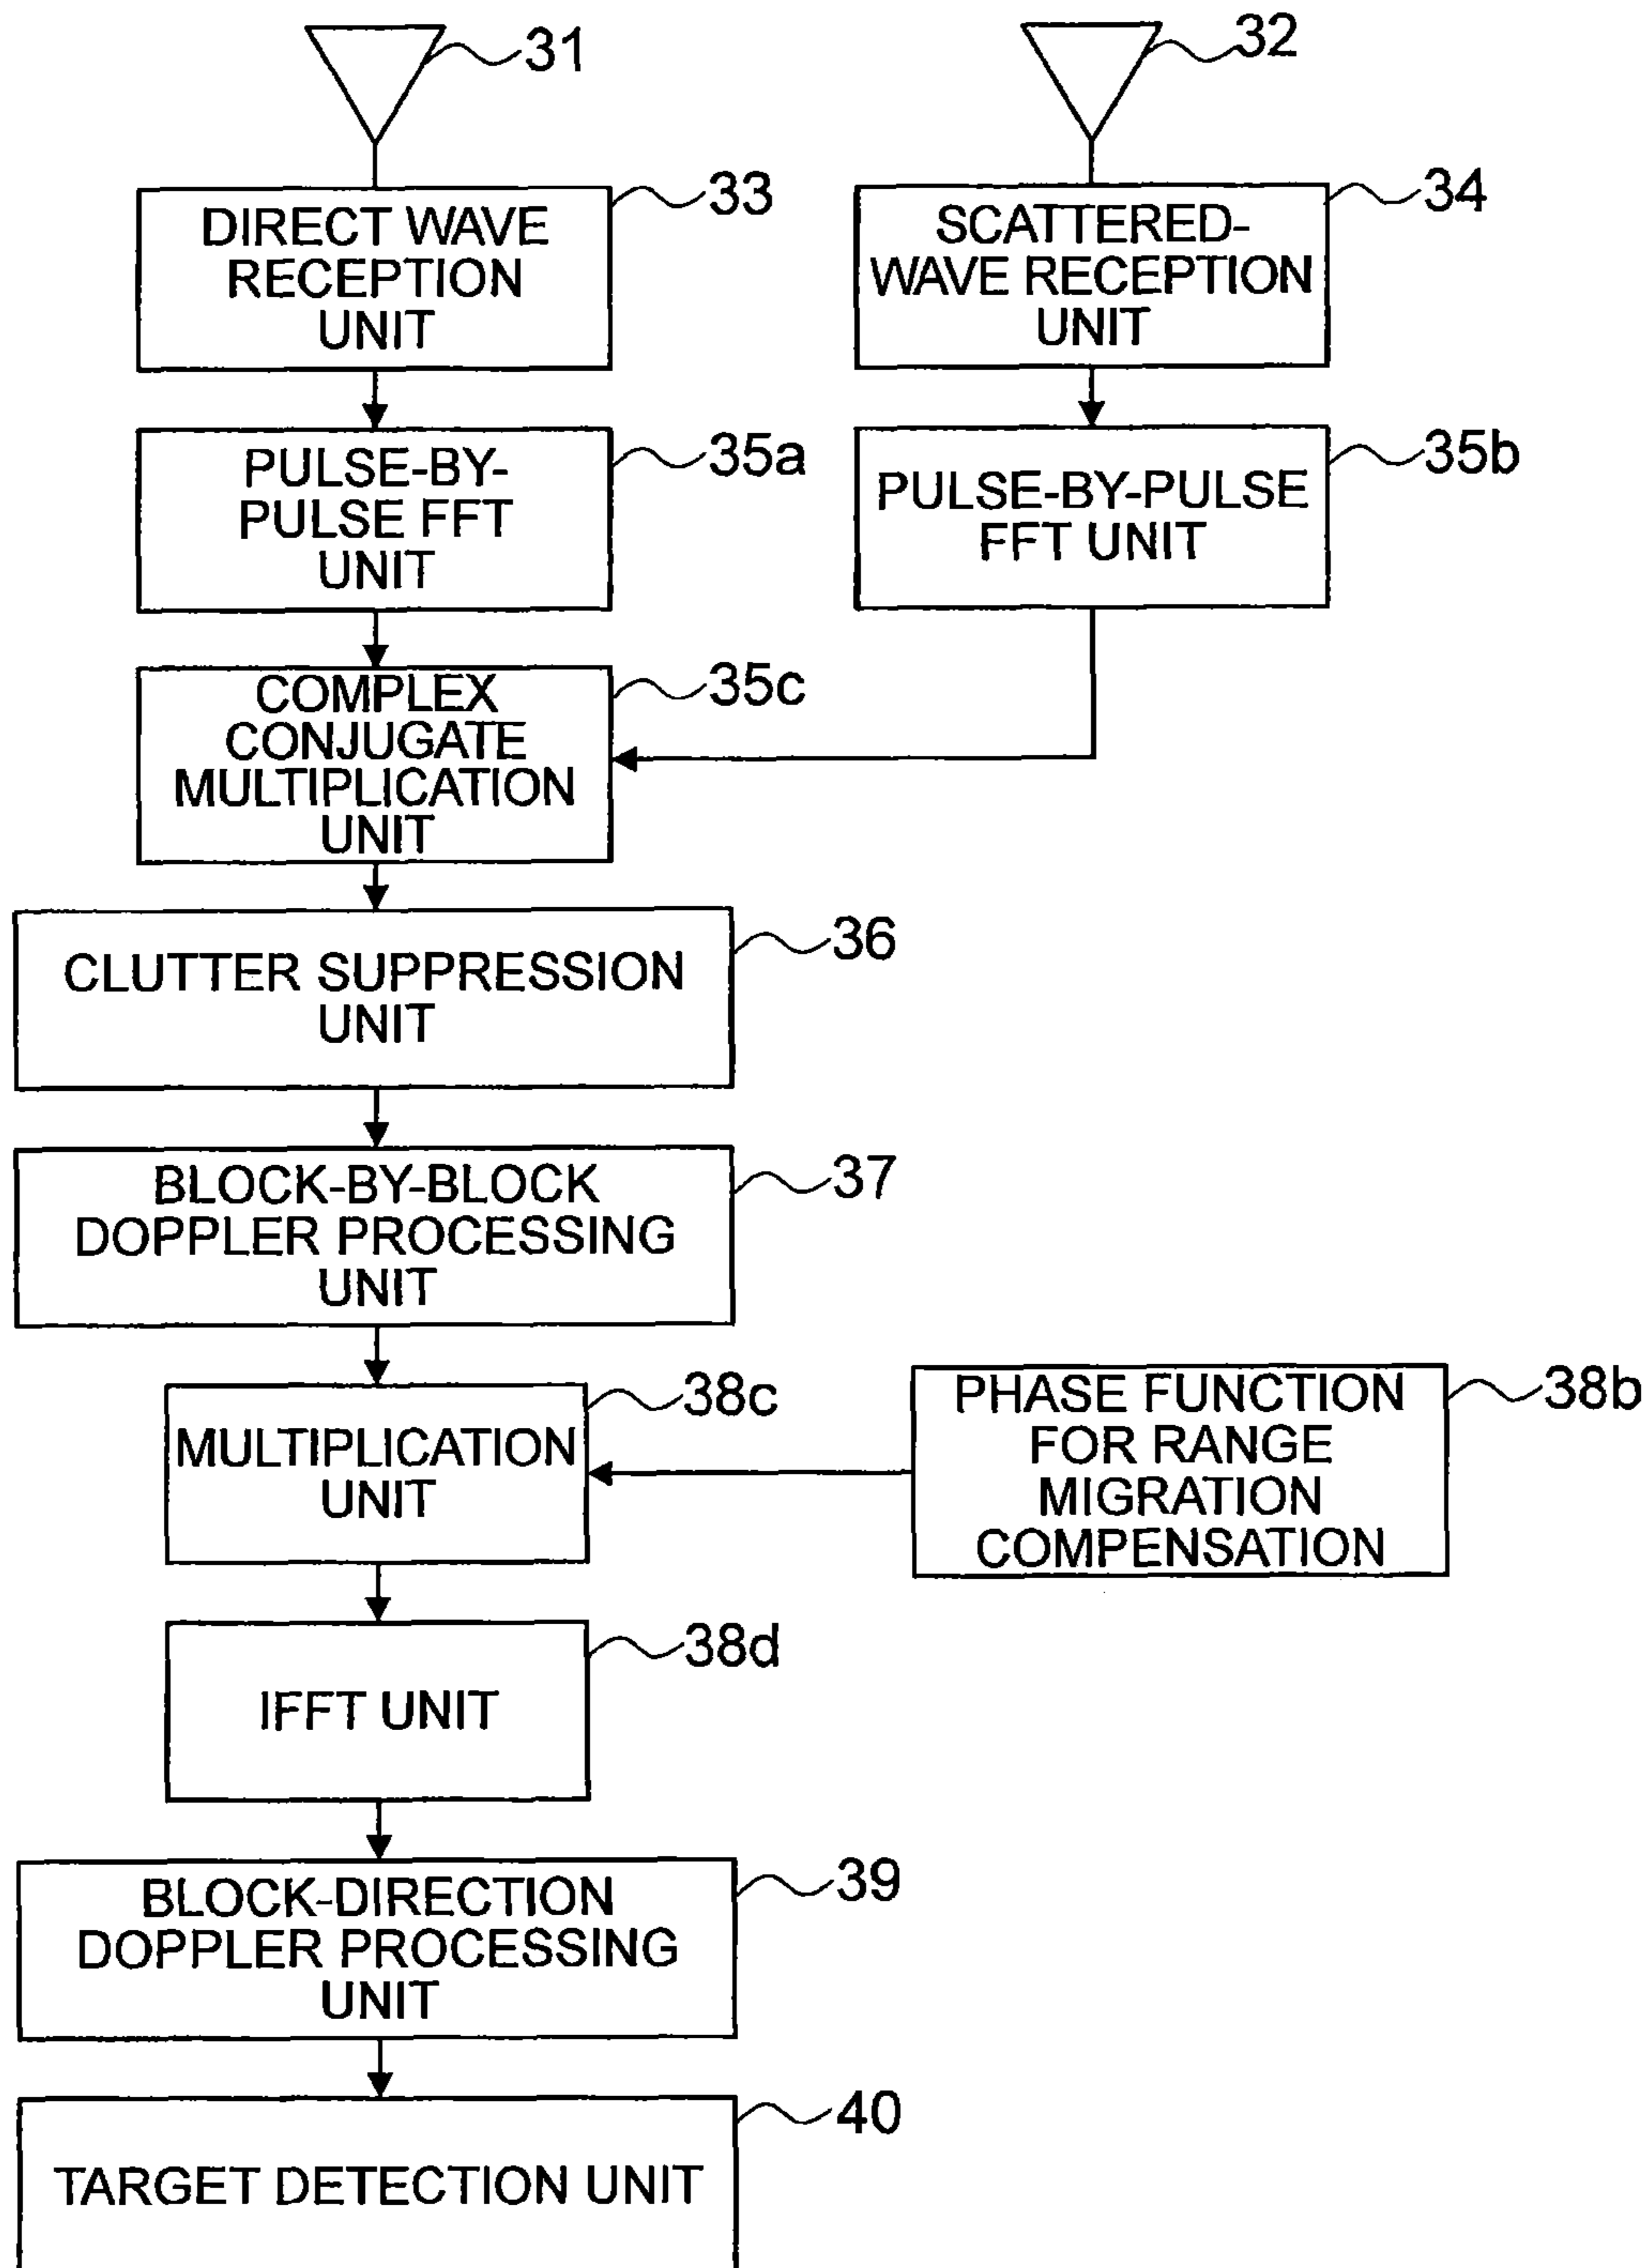 31
32
33
DIRECT WAVE
RECEPTION
UNIT
34
SCATTERED-
WAVE RECEPTION
UNIT
35a
PULSE-BY-
PULSE FFT
UNIT
35b
PULSE-BY-PULSE
FFT UNIT
35c
COMPLEX
CONJUGATE
MULTIPLICATION
UNIT
36
CLUTTER SUPPRESSION
UNIT
37
BLOCK-BY-BLOCK
DOPPLER PROCESSING
UNIT
38c
MULTIPLICATION
UNIT
38b
PHASE FUNCTION
FOR RANGE
MIGRATION
COMPENSATION
38d
IFFT UNIT
39
BLOCK-DIRECTION
DOPPLER PROCESSING
UNIT
40
TARGET DETECTION UNIT